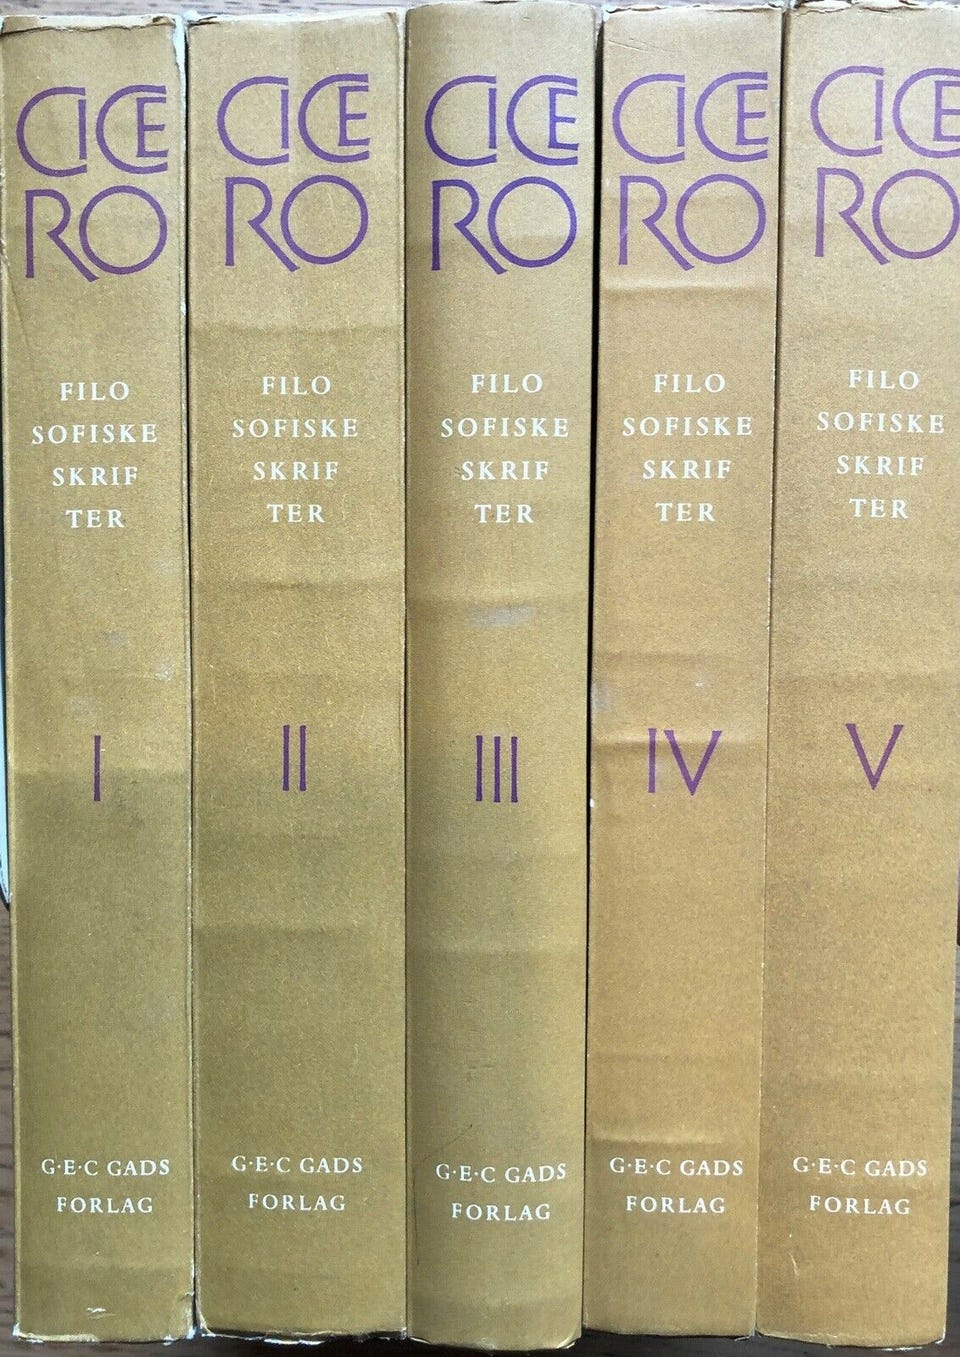 CICE
RO
FILO
SOFISKE
SKRIF
TER
I
G·E·C GADS
FORLAG
CICE
RO
FILO
SOFISKE
SKRIF
TER
II
G·E·C GADS
FORLAG
CICE
RO
FILO
SOFISKE
SKRIF
TER
III
G·E·C GADS
FORLAG
CICE
RO
FILO
SOFISKE
SKRIF
TER
IV
G·E·C GADS
FORLAG
CICE
RO
FILO
SOFISKE
SKRIF
TER
V
G·E·C GADS
FORLAG